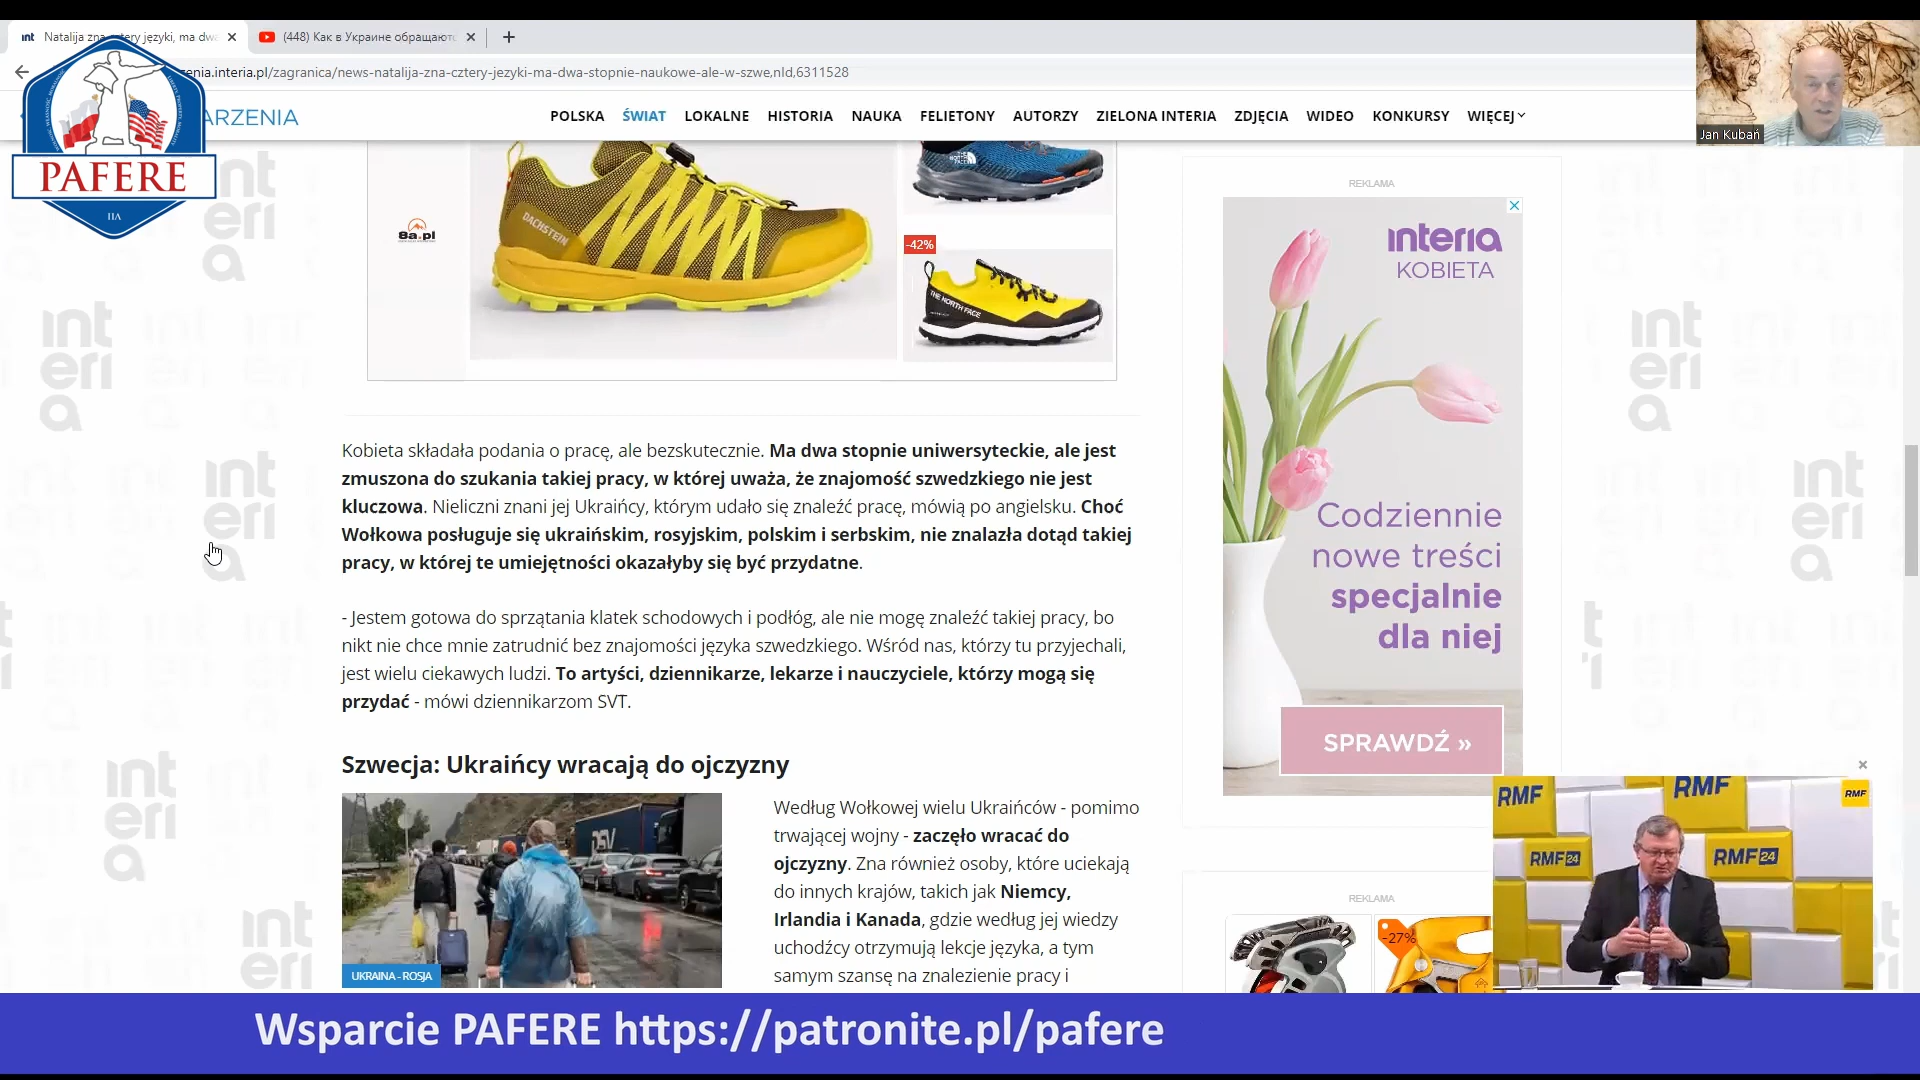 int Natalija zna cztery języki, ma dwa
(448) Как в Украине обращаютс
zenia.interia.pl/zagranica/news-natalija-zna-cztery-jezyki-ma-dwa-stopnie-naukowe-ale-w-szwe,nId,6311528
ARZENIA
POLSKA ŚWIAT LOKALNE HISTORIA NAUKA FELIETONY AUTORZY ZIELONA INTERIA ZDJĘCIA WIDEO KONKURSY WIĘCEJ
Jan Kubań
PAFERE
8a.pl
DACHSTEIN
-42%
THE NORTH FACE
REKLAMA
interia
KOBIETA
Codziennie
nowe treści
specjalnie
dla niej
SPRAWDŹ »
Kobieta składała podania o pracę, ale bezskutecznie. Ma dwa stopnie uniwersyteckie, ale jest
zmuszona do szukania takiej pracy, w której uważa, że znajomość szwedzkiego nie jest
kluczowa. Nieliczni znani jej Ukraińcy, którym udało się znaleźć pracę, mówią po angielsku. Choć
Wołkowa posługuje się ukraińskim, rosyjskim, polskim i serbskim, nie znalazła dotąd takiej
pracy, w której te umiejętności okazałyby się być przydatne.
- Jestem gotowa do sprzątania klatek schodowych i podłóg, ale nie mogę znaleźć takiej pracy, bo
nikt nie chce mnie zatrudnić bez znajomości języka szwedzkiego. Wśród nas, którzy tu przyjechali,
jest wielu ciekawych ludzi. To artyści, dziennikarze, lekarze i nauczyciele, którzy mogą się
przydać - mówi dziennikarzom SVT.
Szwecja: Ukraińcy wracają do ojczyzny
DSV
UKRAINA - ROSJA
Według Wołkowej wielu Ukraińców - pomimo
trwającej wojny - zaczęło wracać do
ojczyzny. Zna również osoby, które uciekają
do innych krajów, takich jak Niemcy,
Irlandia i Kanada, gdzie według jej wiedzy
uchodźcy otrzymują lekcje języka, a tym
samym szansę na znalezienie pracy i
REKLAMA
-27%
RMF
RMF
RMF
RMF24
RMF24
Wsparcie PAFERE https://patronite.pl/pafere